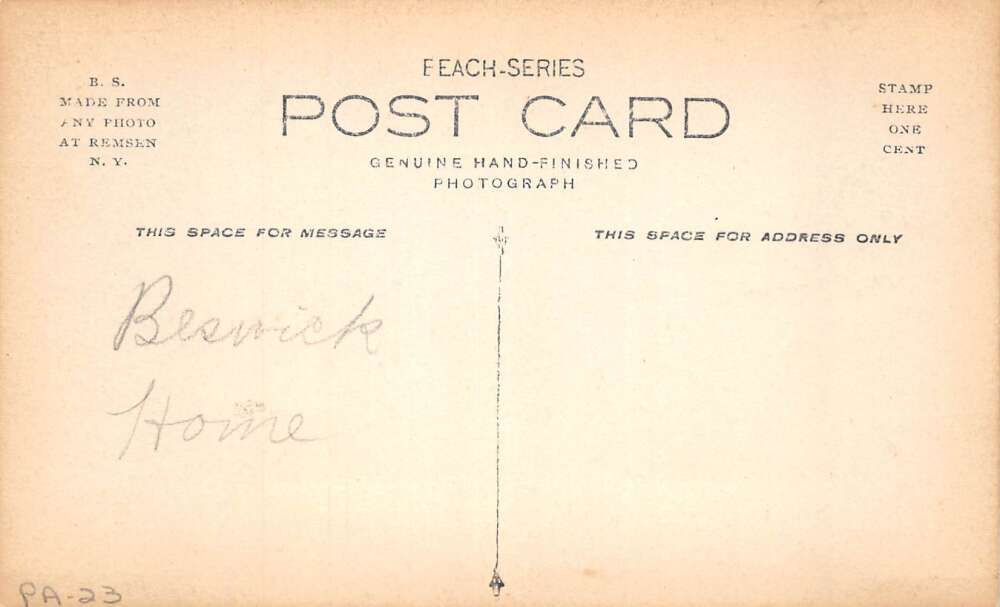 BEACH-SERIES
POST CARD
GENUINE HAND-FINISHED
PHOTOGRAPH
B. S.
MADE FROM
ANY PHOTO
AT REMSEN
N. Y.
STAMP
HERE
ONE
CENT
THIS SPACE FOR MESSAGE
THIS SPACE FOR ADDRESS ONLY
Beswick
Home
PA-23